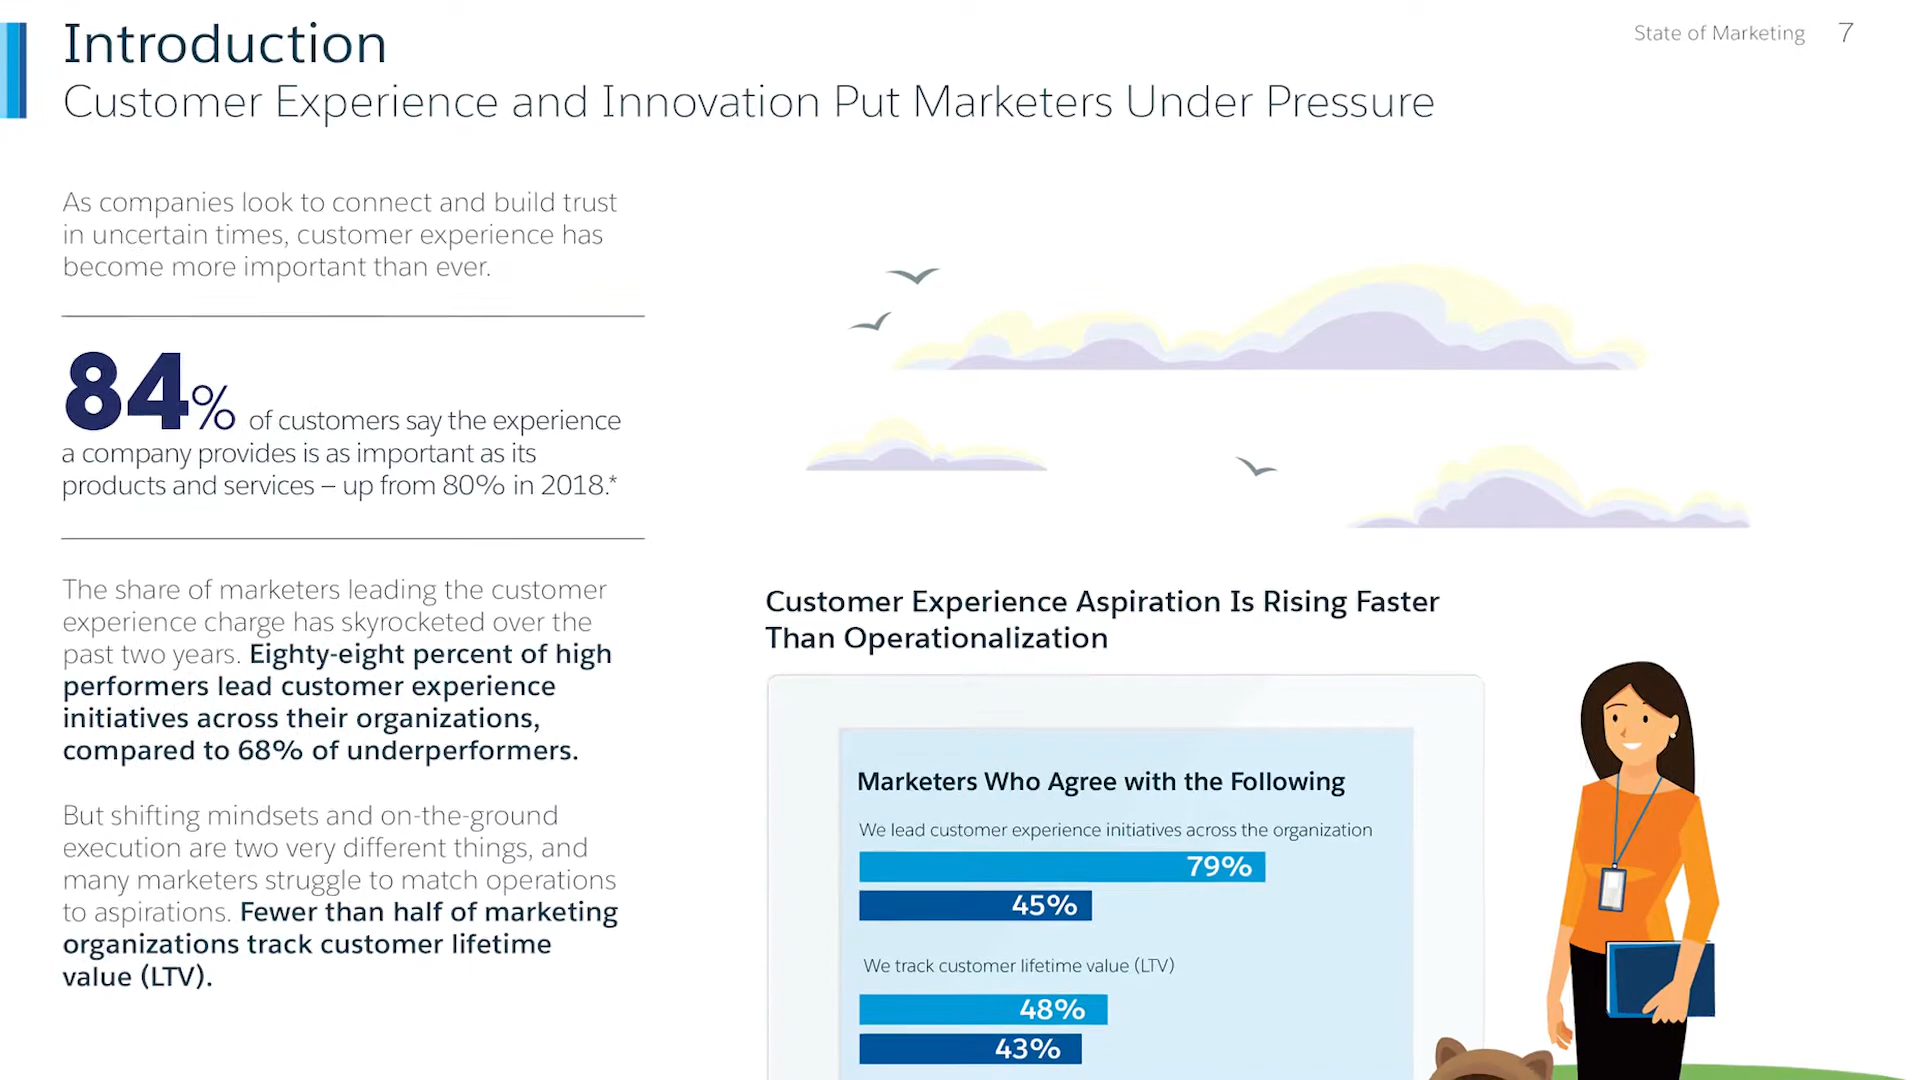 Introduction
Customer Experience and Innovation Put Marketers Under Pressure
State of Marketing 7
As companies look to connect and build trust
in uncertain times, customer experience has
become more important than ever.
84% of customers say the experience
a company provides is as important as its
products and services – up from 80% in 2018.*
The share of marketers leading the customer
experience charge has skyrocketed over the
past two years. Eighty-eight percent of high
performers lead customer experience
initiatives across their organizations,
compared to 68% of underperformers.
But shifting mindsets and on-the-ground
execution are two very different things, and
many marketers struggle to match operations
to aspirations. Fewer than half of marketing
organizations track customer lifetime
value (LTV).
Customer Experience Aspiration Is Rising Faster
Than Operationalization
Marketers Who Agree with the Following
We lead customer experience initiatives across the organization
79%
45%
We track customer lifetime value (LTV)
48%
43%